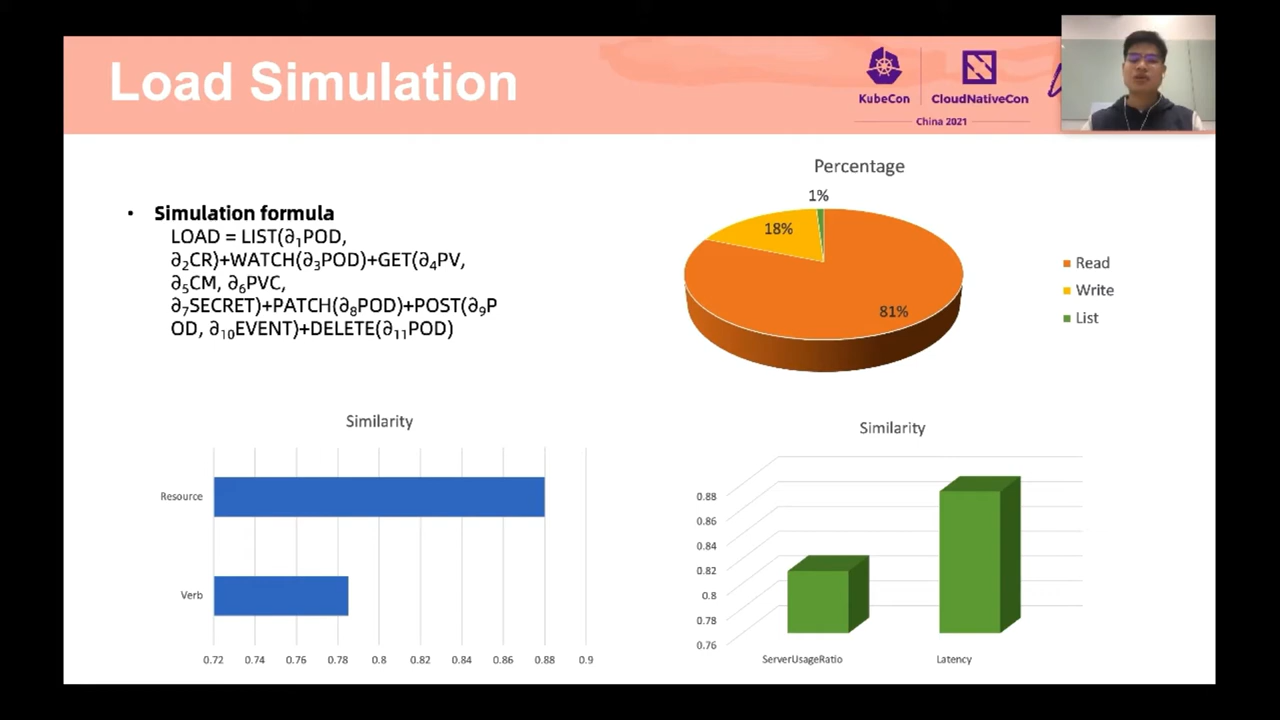 Load Simulation
KubeCon
CloudNativeCon
China 2021
• Simulation formula
LOAD = LIST(∂₁POD,
∂₂CR)+WATCH(∂₃POD)+GET(∂₄PV,
∂₅CM, ∂₆PVC,
∂₇SECRET)+PATCH(∂₈POD)+POST(∂₉P
OD, ∂₁₀EVENT)+DELETE(∂₁₁POD)
Percentage
1%
18%
81%
Read
Write
List
Similarity
Resource
Verb
0.72 0.74 0.76 0.78 0.8 0.82 0.84 0.86 0.88 0.9
Similarity
0.88
0.86
0.84
0.82
0.8
0.78
0.76
ServerUsageRatio Latency